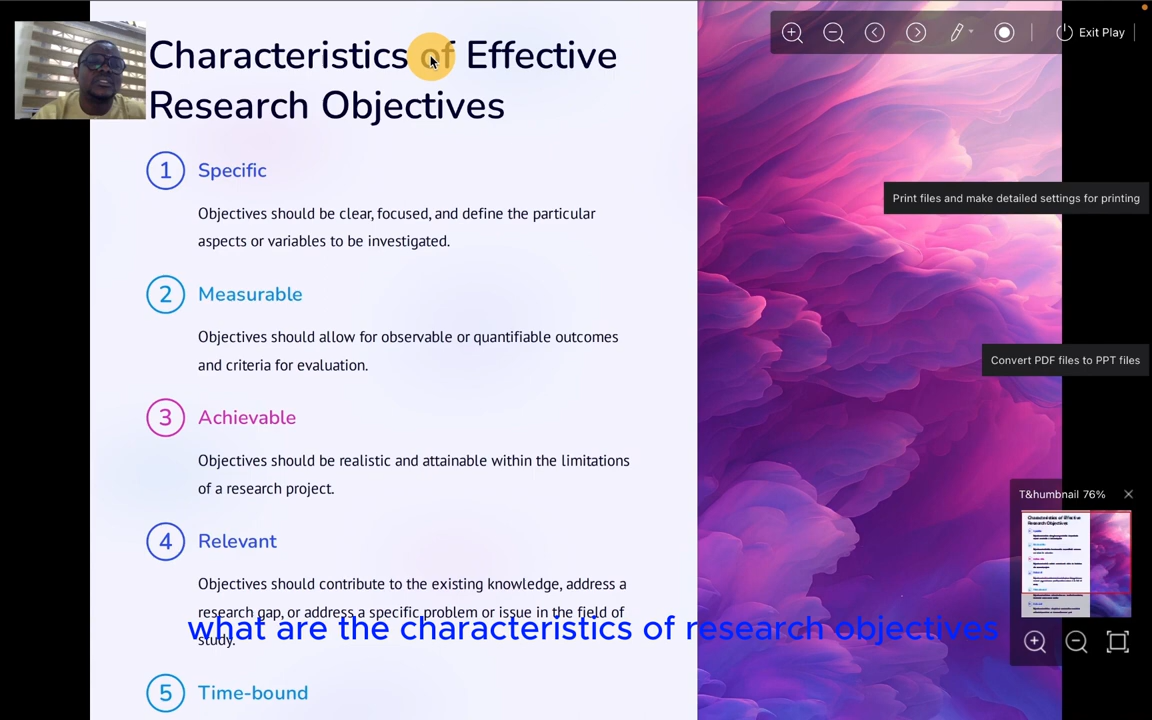 Characteristics of Effective
Research Objectives
1 Specific
Objectives should be clear, focused, and define the particular
aspects or variables to be investigated.
2 Measurable
Objectives should allow for observable or quantifiable outcomes
and criteria for evaluation.
3 Achievable
Objectives should be realistic and attainable within the limitations
of a research project.
4 Relevant
Objectives should contribute to the existing knowledge, address a
research gap, or address a specific problem or issue in the field of
study.
what are the characteristics of research objectives
5 Time-bound
Exit Play
Print files and make detailed settings for printing
Convert PDF files to PPT files
T&humbnail 76%
Characteristics of Effective
Research Objectives